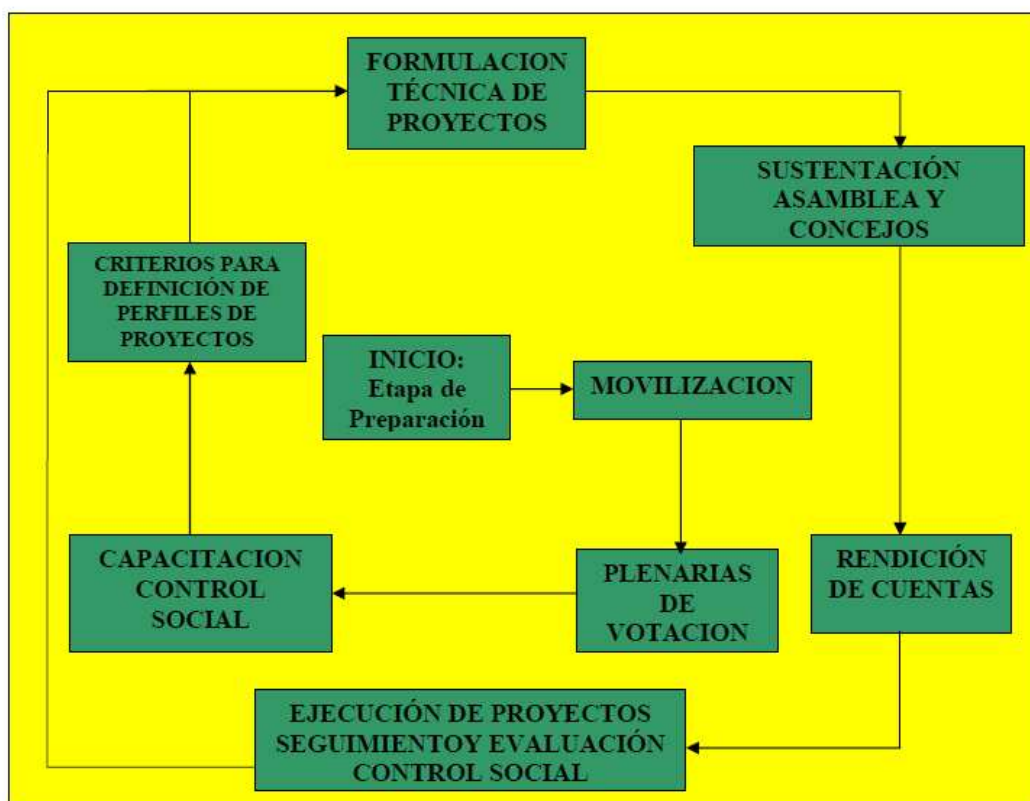 FORMULACION
TÉCNICA DE
PROYECTOS
SUSTENTACIÓN
ASAMBLEA Y
CONCEJOS
CRITERIOS PARA
DEFINICIÓN DE
PERFILES DE
PROYECTOS
INICIO:
Etapa de
Preparación
MOVILIZACION
CAPACITACION
CONTROL
SOCIAL
PLENARIAS
DE
VOTACION
RENDICIÓN
DE CUENTAS
EJECUCIÓN DE PROYECTOS
SEGUIMIENTOY EVALUACIÓN
CONTROL SOCIAL